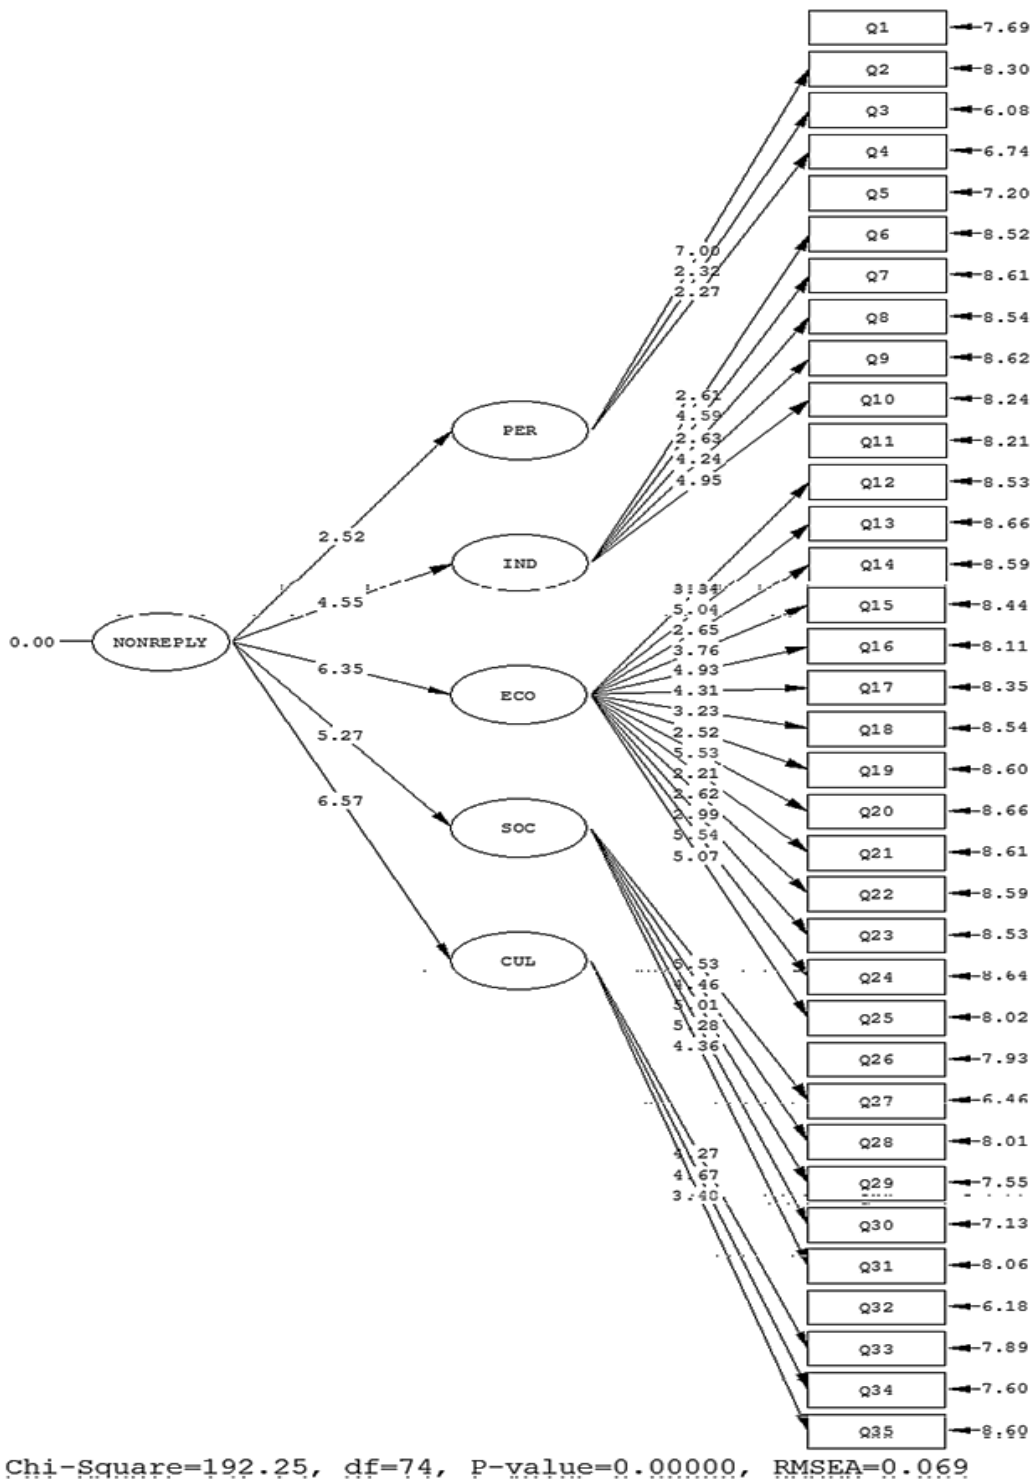 Q1 7.69
Q2 8.30
Q3 6.08
Q4 6.74
Q5 7.20
Q6 8.52
Q7 8.61
Q8 8.54
Q9 8.62
Q10 8.24
Q11 8.21
Q12 8.53
Q13 8.66
Q14 8.59
Q15 8.44
Q16 8.11
Q17 8.35
Q18 8.54
Q19 8.60
Q20 8.66
Q21 8.61
Q22 8.59
Q23 8.53
Q24 8.64
Q25 8.02
Q26 7.93
Q27 6.46
Q28 8.01
Q29 7.55
Q30 7.13
Q31 8.06
Q32 6.18
Q33 7.89
Q34 7.60
Q35 8.60
7.00
2.32
2.27
2.61
4.59
2.63
4.24
4.95
3.34
5.04
2.65
3.76
4.93
4.31
3.23
2.52
5.53
2.21
2.62
2.99
5.54
5.07
5.53
4.46
5.01
5.28
4.36
4.27
4.67
3.40
PER
IND
ECO
SOC
CUL
2.52
4.55
6.35
5.27
6.57
0.00 NONREPLY
Chi-Square=192.25, df=74, P-value=0.00000, RMSEA=0.069